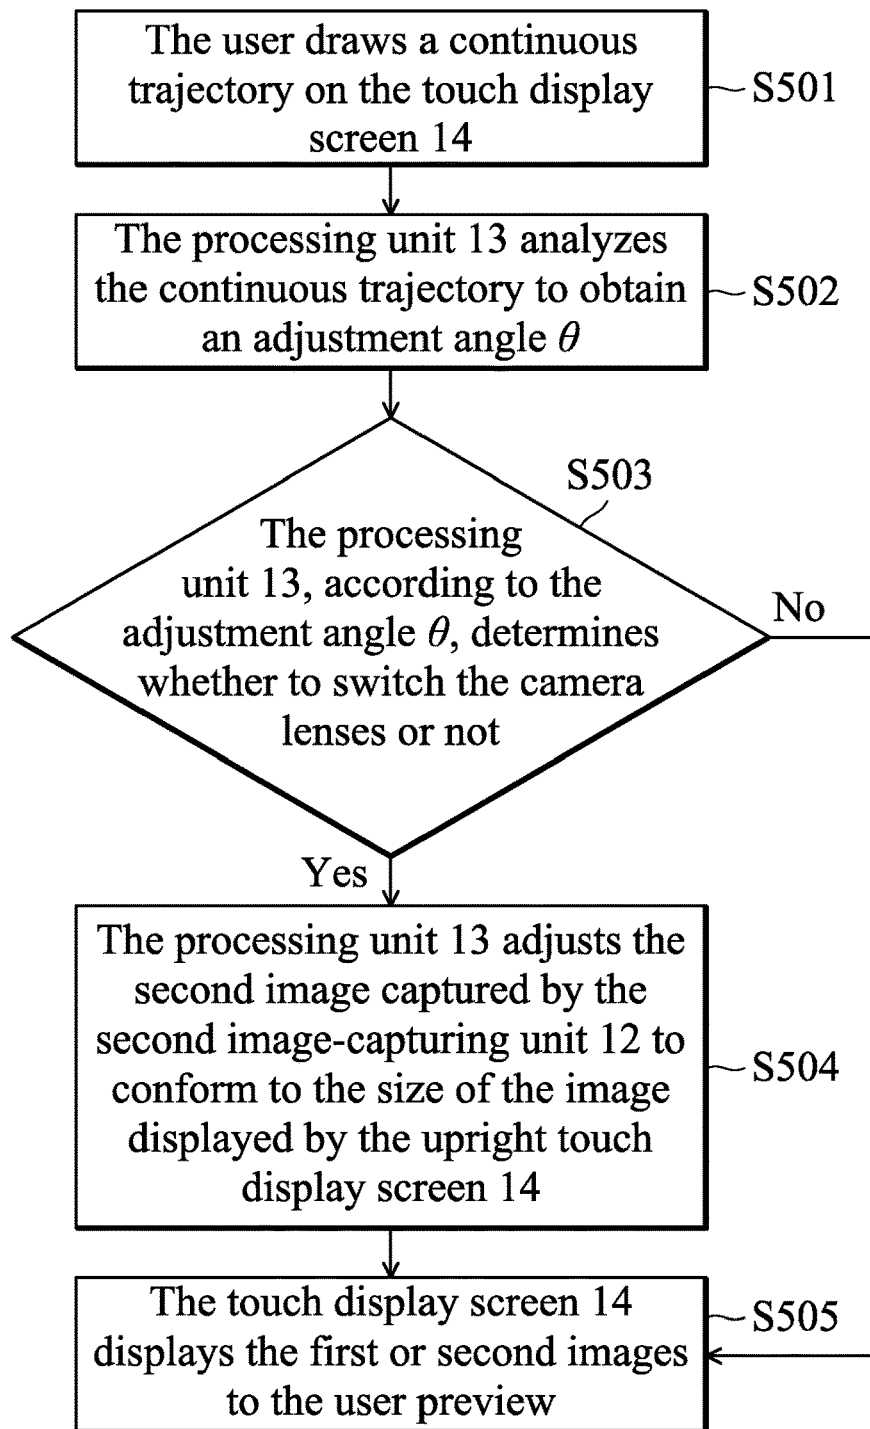 The user draws a continuous
trajectory on the touch display
screen 14
S501
The processing unit 13 analyzes
the continuous trajectory to obtain
an adjustment angle θ
S502
S503
The processing
unit 13, according to the
adjustment angle θ, determines
whether to switch the camera
lenses or not
No
Yes
The processing unit 13 adjusts the
second image captured by the
second image-capturing unit 12 to
conform to the size of the image
displayed by the upright touch
display screen 14
S504
The touch display screen 14
displays the first or second images
to the user preview
S505